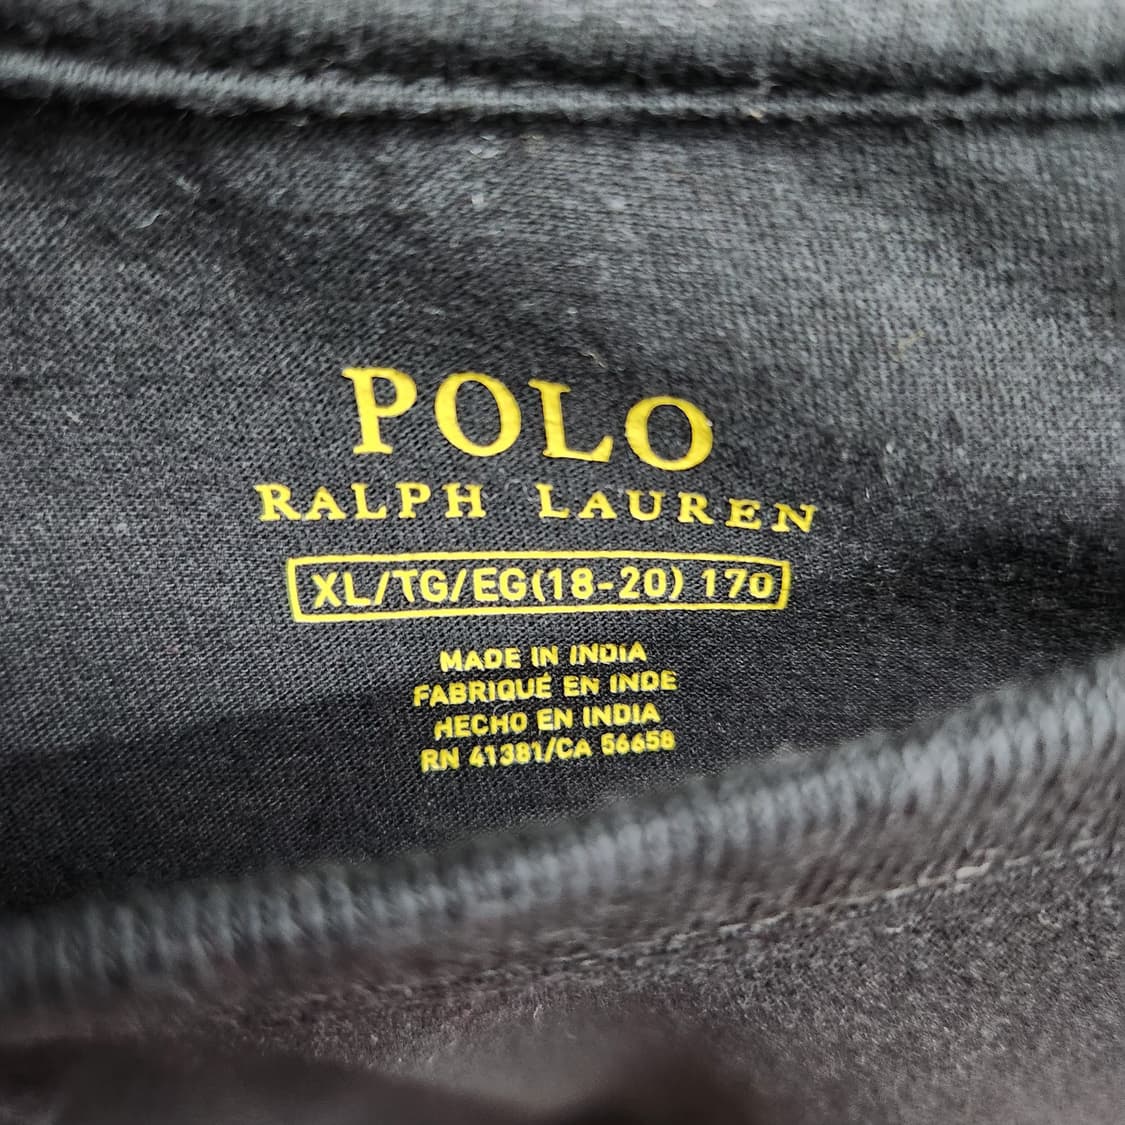 POLO
RALPH LAUREN
XL/TG/EG(18-20) 170
MADE IN INDIA
FABRIQUÉ EN INDE
HECHO EN INDIA
RN 41381/CA 56658